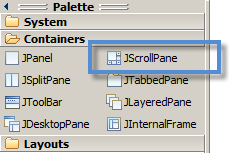 Palette
System
Containers
JPanel JScrollPane
JSplitPane JTabbedPane
JToolBar JLayeredPane
JDesktopPane JInternalFrame
Layouts